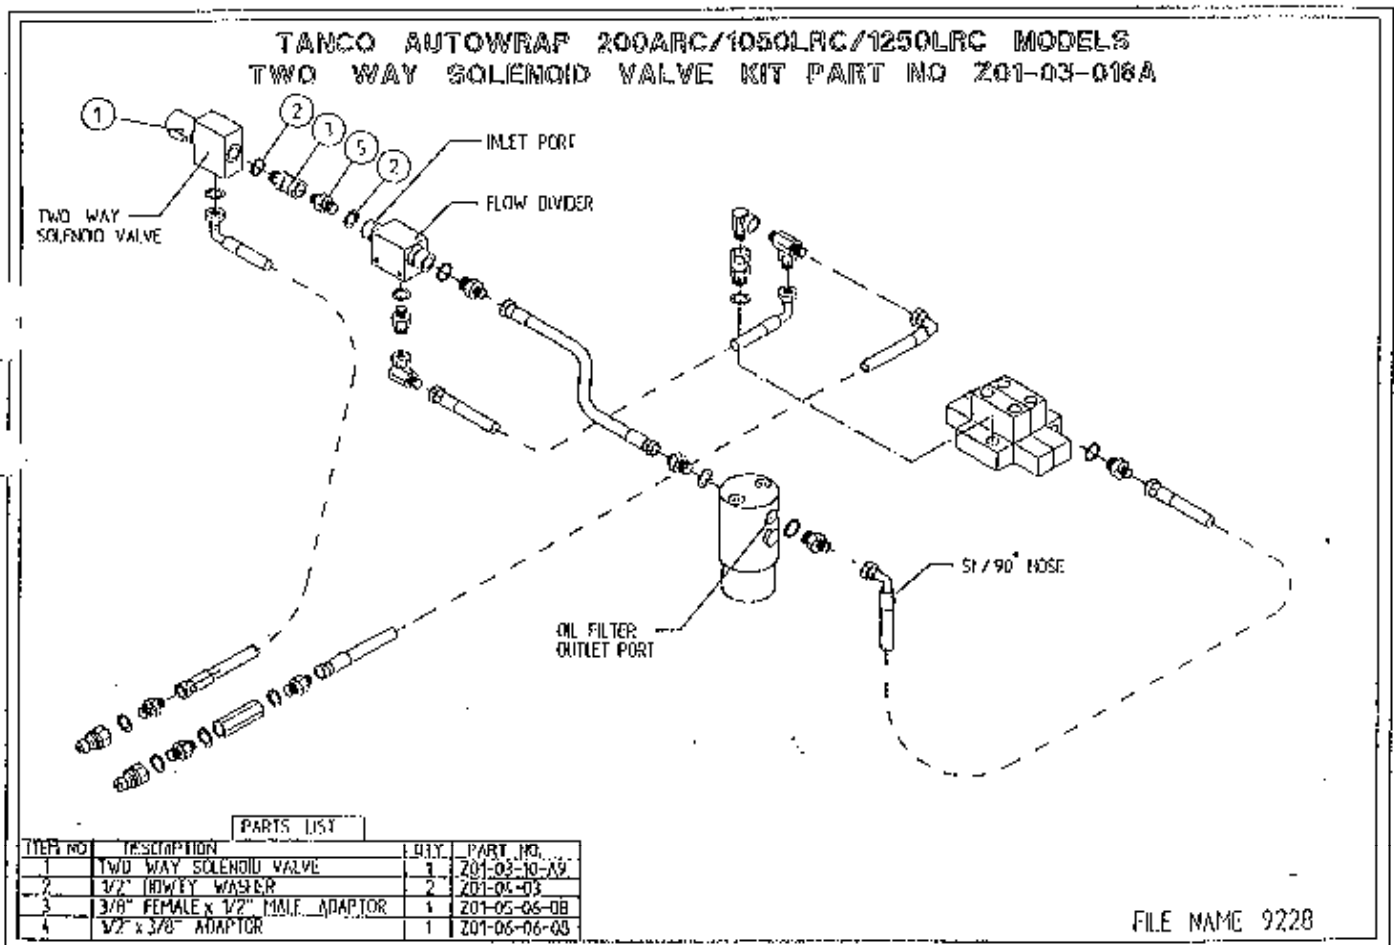 TANCO AUTOWRAP 200ARC/1050LRC/1250LRC MODELS
TWO WAY SOLENOID VALVE KIT PART NO Z01-03-018A
1
2
3
5
2
INLET PORT
FLOW DIVIDER
TWO WAY
SOLENOID VALVE
ST/90° HOSE
OIL FILTER
OUTLET PORT
PARTS LIST
ITEM NO DESCRIPTION QTY PART NO.
1 TWO WAY SOLENOID VALVE 1 Z01-03-10-A9
2 1/2" DOWTY WASHER 2 Z01-04-03
3 3/8" FEMALE x 1/2" MALE ADAPTOR 1 Z01-05-06-08
4 1/2" x 3/8" ADAPTOR 1 Z01-06-06-08
FILE NAME 9228